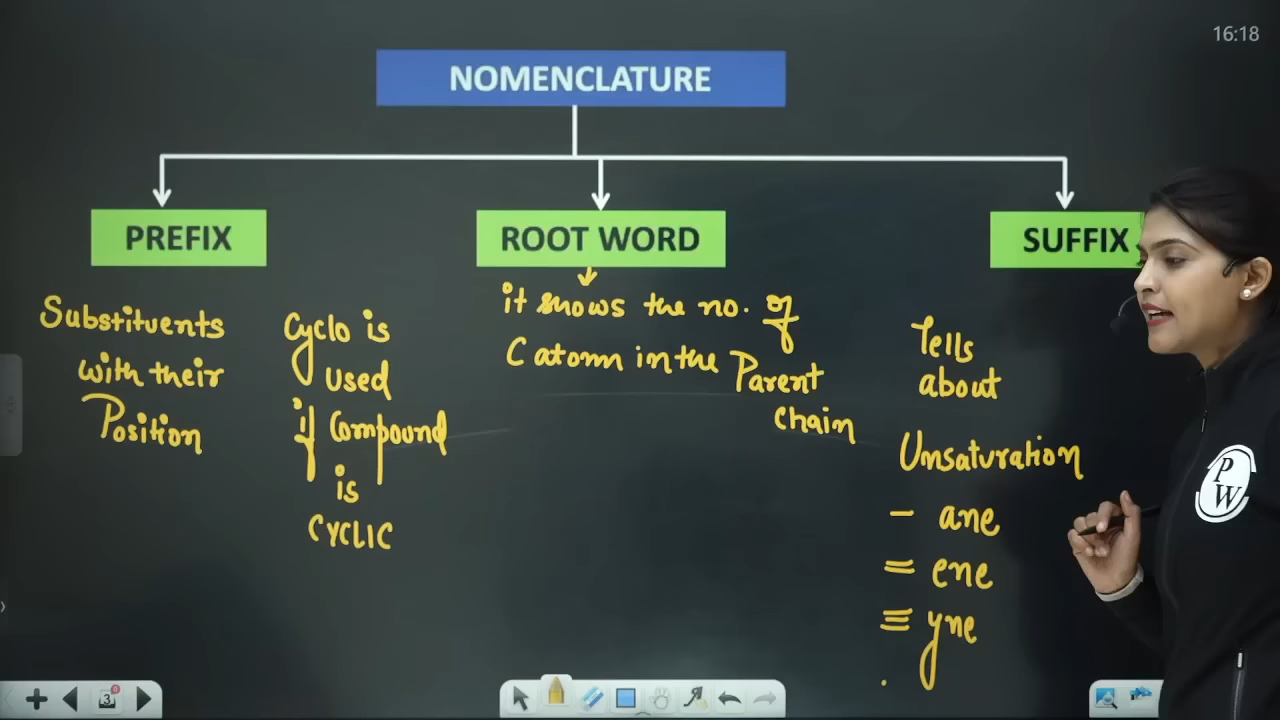 16:18
NOMENCLATURE
PREFIX
ROOT WORD
SUFFIX
Substituents
with their
Position
Cyclo is
used
if Compound
is
CYCLIC
it shows the no. of
C atom in the Parent
chain
Tells
about
Unsaturation
– ane
= ene
≡ yne
.
P
W
3